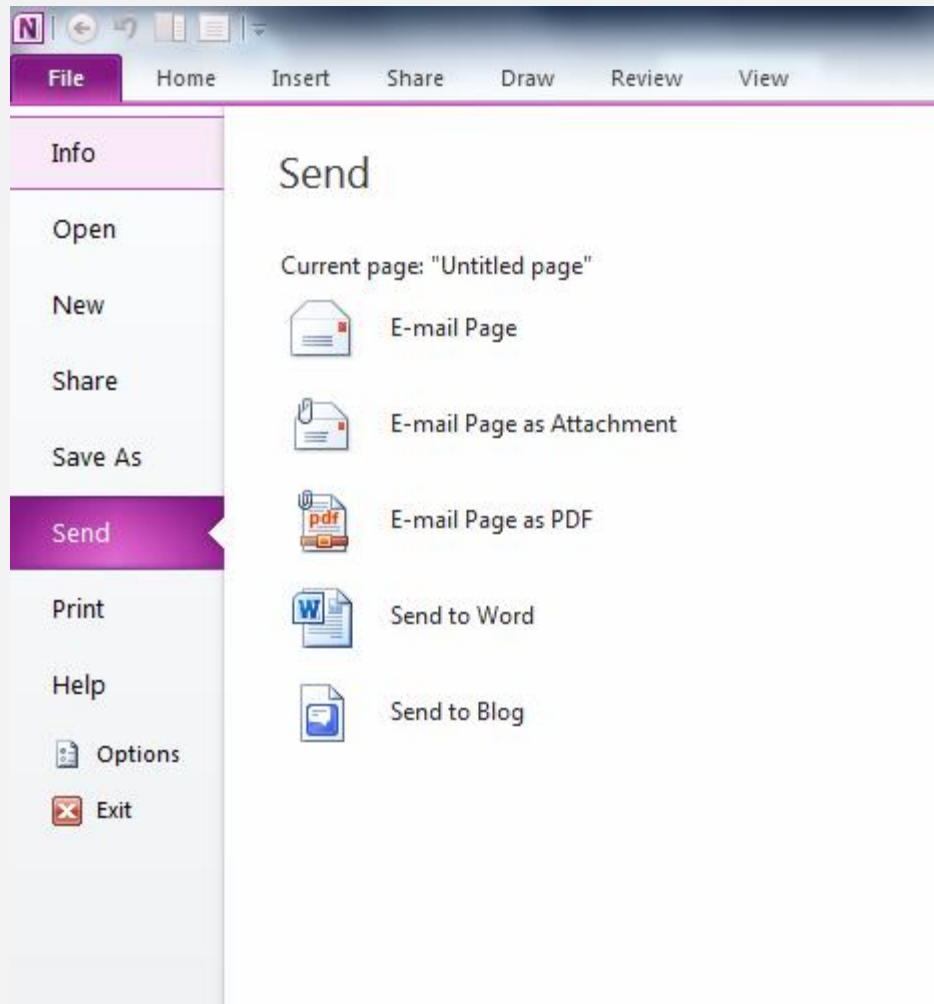 N
File Home Insert Share Draw Review View
Info
Open
New
Share
Save As
Send
Print
Help
Options
Exit
Send
Current page: "Untitled page"
E-mail Page
E-mail Page as Attachment
pdf
E-mail Page as PDF
W
Send to Word
Send to Blog